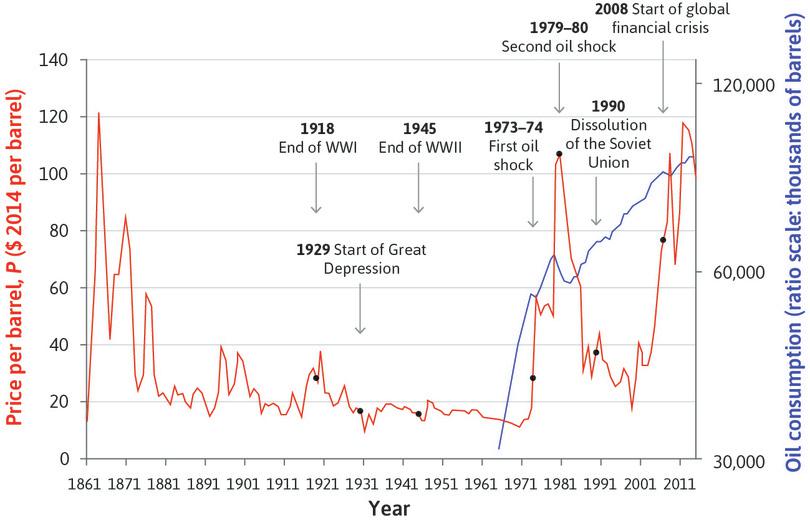 2008 Start of global
financial crisis
1979–80
Second oil shock
1990
Dissolution
of the Soviet
Union
1918
End of WWI
1945
End of WWII
1973–74
First oil
shock
1929 Start of Great
Depression
Price per barrel, P ($ 2014 per barrel)
140
120
100
80
60
40
20
0
Oil consumption (ratio scale: thousands of barrels)
120,000
60,000
30,000
1861 1871 1881 1891 1901 1911 1921 1931 1941 1951 1961 1971 1981 1991 2001 2011
Year